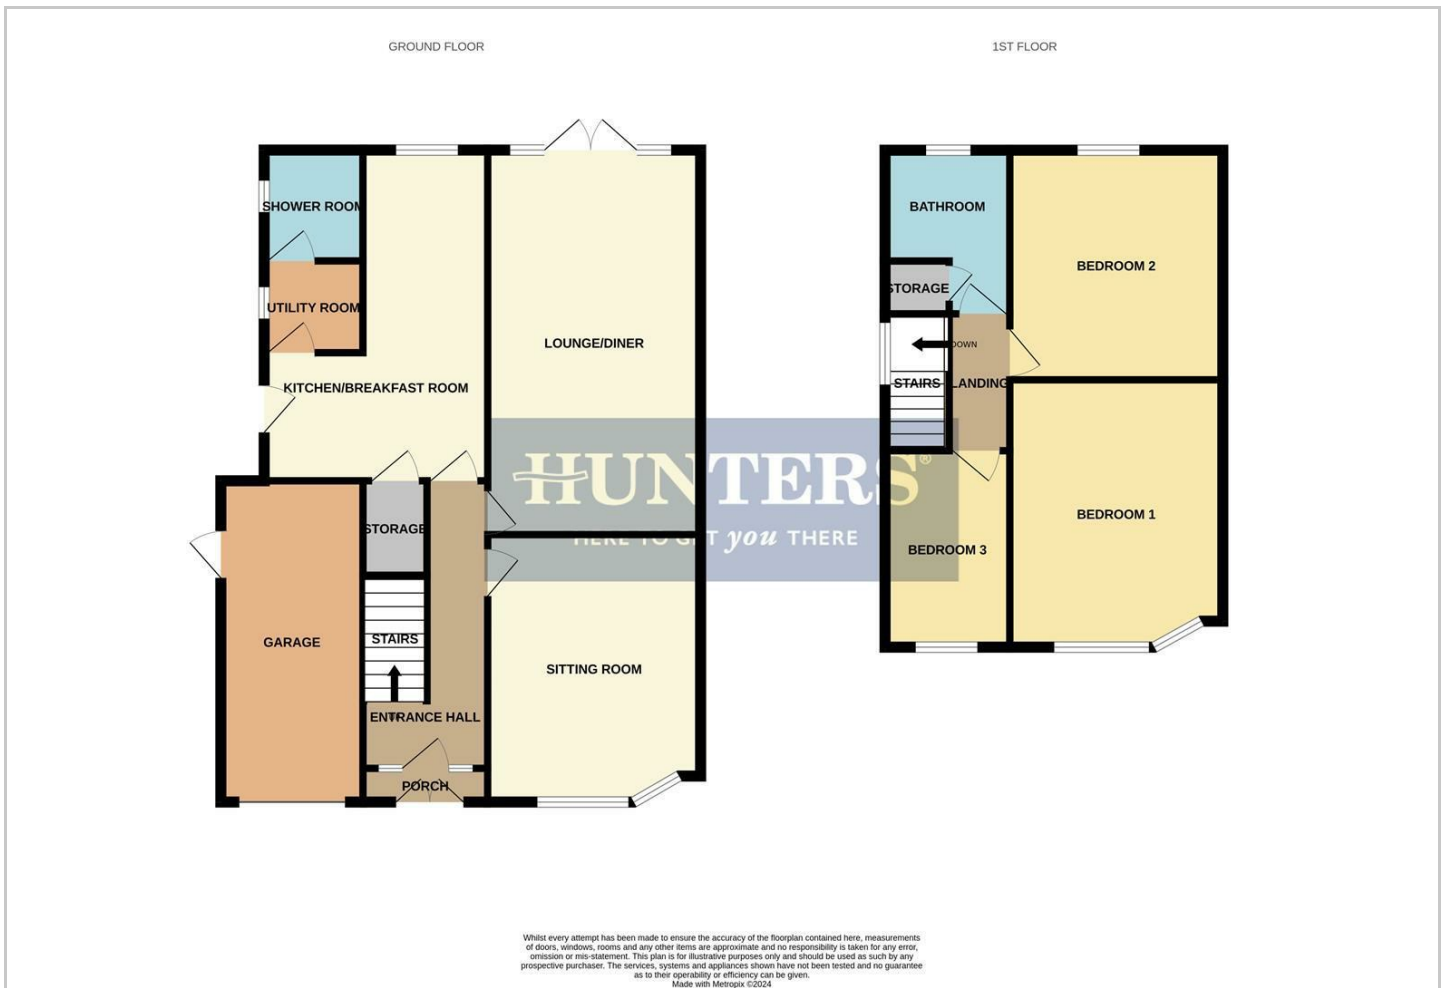 GROUND FLOOR
1ST FLOOR
SHOWER ROOM
UTILITY ROOM
KITCHEN/BREAKFAST ROOM
LOUNGE/DINER
STORAGE
STAIRS
GARAGE
ENTRANCE HALL
PORCH
SITTING ROOM
BATHROOM
STORAGE
DOWN
STAIRS
LANDING
BEDROOM 2
BEDROOM 1
BEDROOM 3
HUNTERS®
HERE TO GET you THERE
Whilst every attempt has been made to ensure the accuracy of the floorplan contained here, measurements
of doors, windows, rooms and any other items are approximate and no responsibility is taken for any error,
omission or mis-statement. This plan is for illustrative purposes only and should be used as such by any
prospective purchaser. The services, systems and appliances shown have not been tested and no guarantee
as to their operability or efficiency can be given.
Made with Metropix ©2024